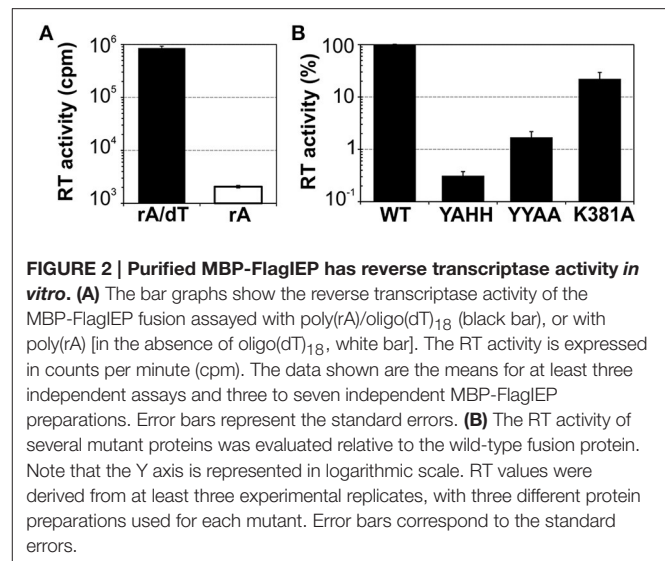 A
B
RT activity (cpm)
10⁶
10⁵
10⁴
10³
rA/dT
rA
RT activity (%)
100
10
1
10⁻¹
WT
YAHH
YYAA
K381A
FIGURE 2 | Purified MBP-FlagIEP has reverse transcriptase activity in
vitro. (A) The bar graphs show the reverse transcriptase activity of the
MBP-FlagIEP fusion assayed with poly(rA)/oligo(dT)₁₈ (black bar), or with
poly(rA) [in the absence of oligo(dT)₁₈, white bar]. The RT activity is expressed
in counts per minute (cpm). The data shown are the means for at least three
independent assays and three to seven independent MBP-FlagIEP
preparations. Error bars represent the standard errors. (B) The RT activity of
several mutant proteins was evaluated relative to the wild-type fusion protein.
Note that the Y axis is represented in logarithmic scale. RT values were
derived from at least three experimental replicates, with three different protein
preparations used for each mutant. Error bars correspond to the standard
errors.